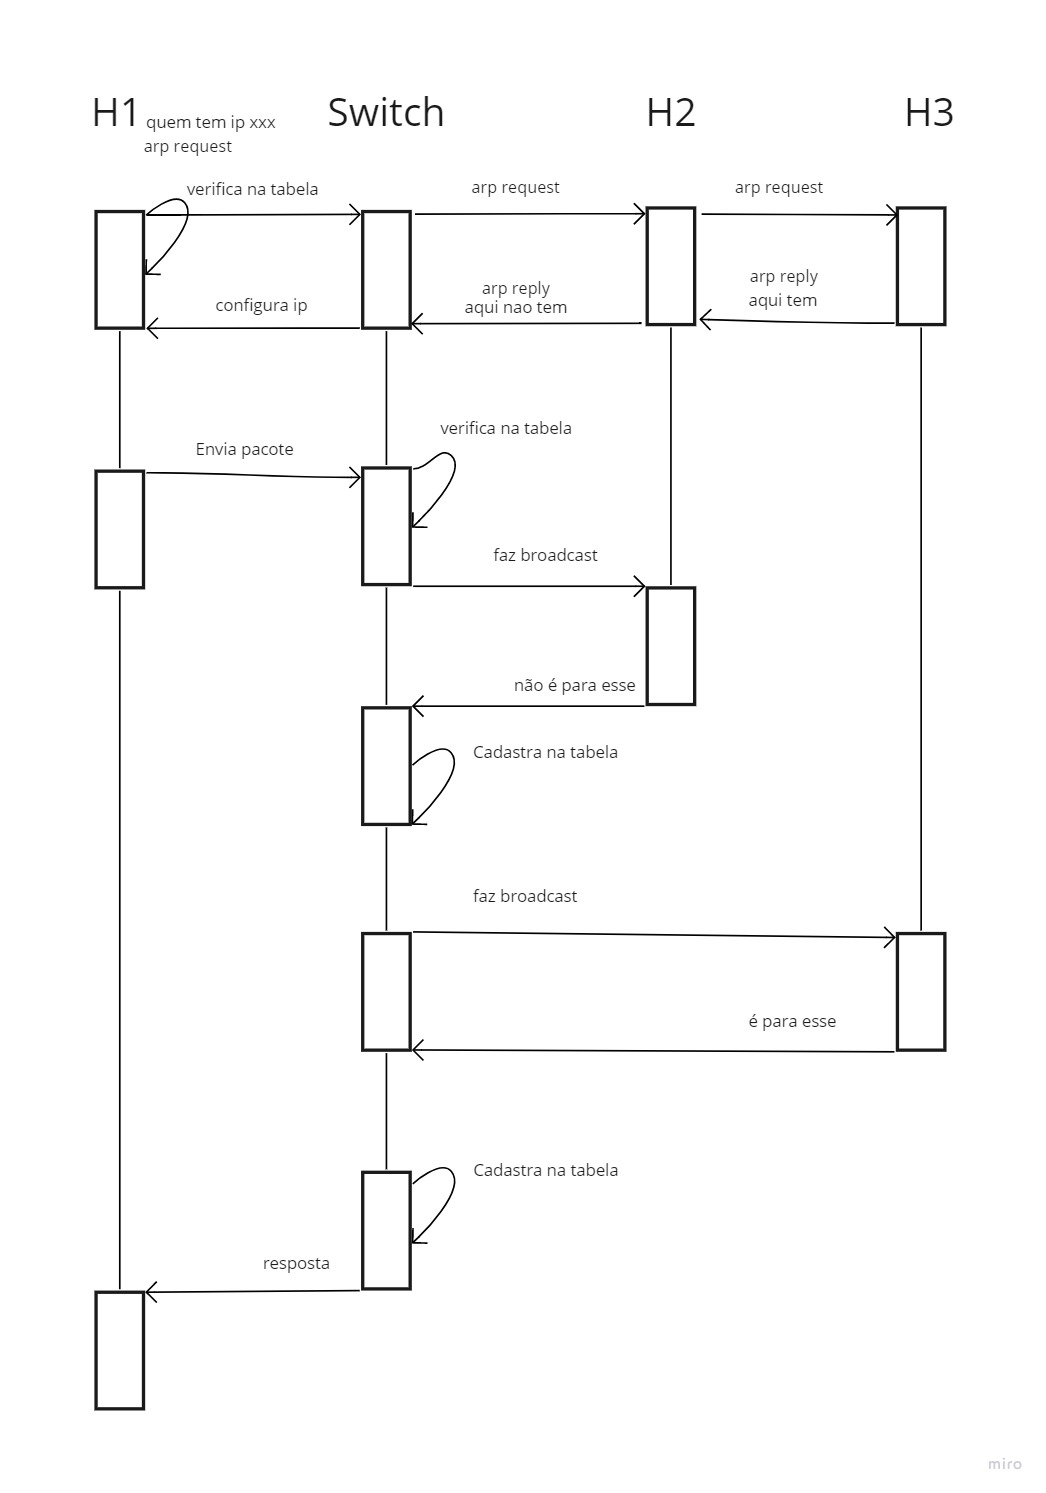 H1
Switch
H2
H3
quem tem ip xxx
arp request
verifica na tabela
arp request
arp request
configura ip
arp reply
aqui nao tem
arp reply
aqui tem
verifica na tabela
Envia pacote
faz broadcast
não é para esse
Cadastra na tabela
faz broadcast
é para esse
Cadastra na tabela
resposta
miro